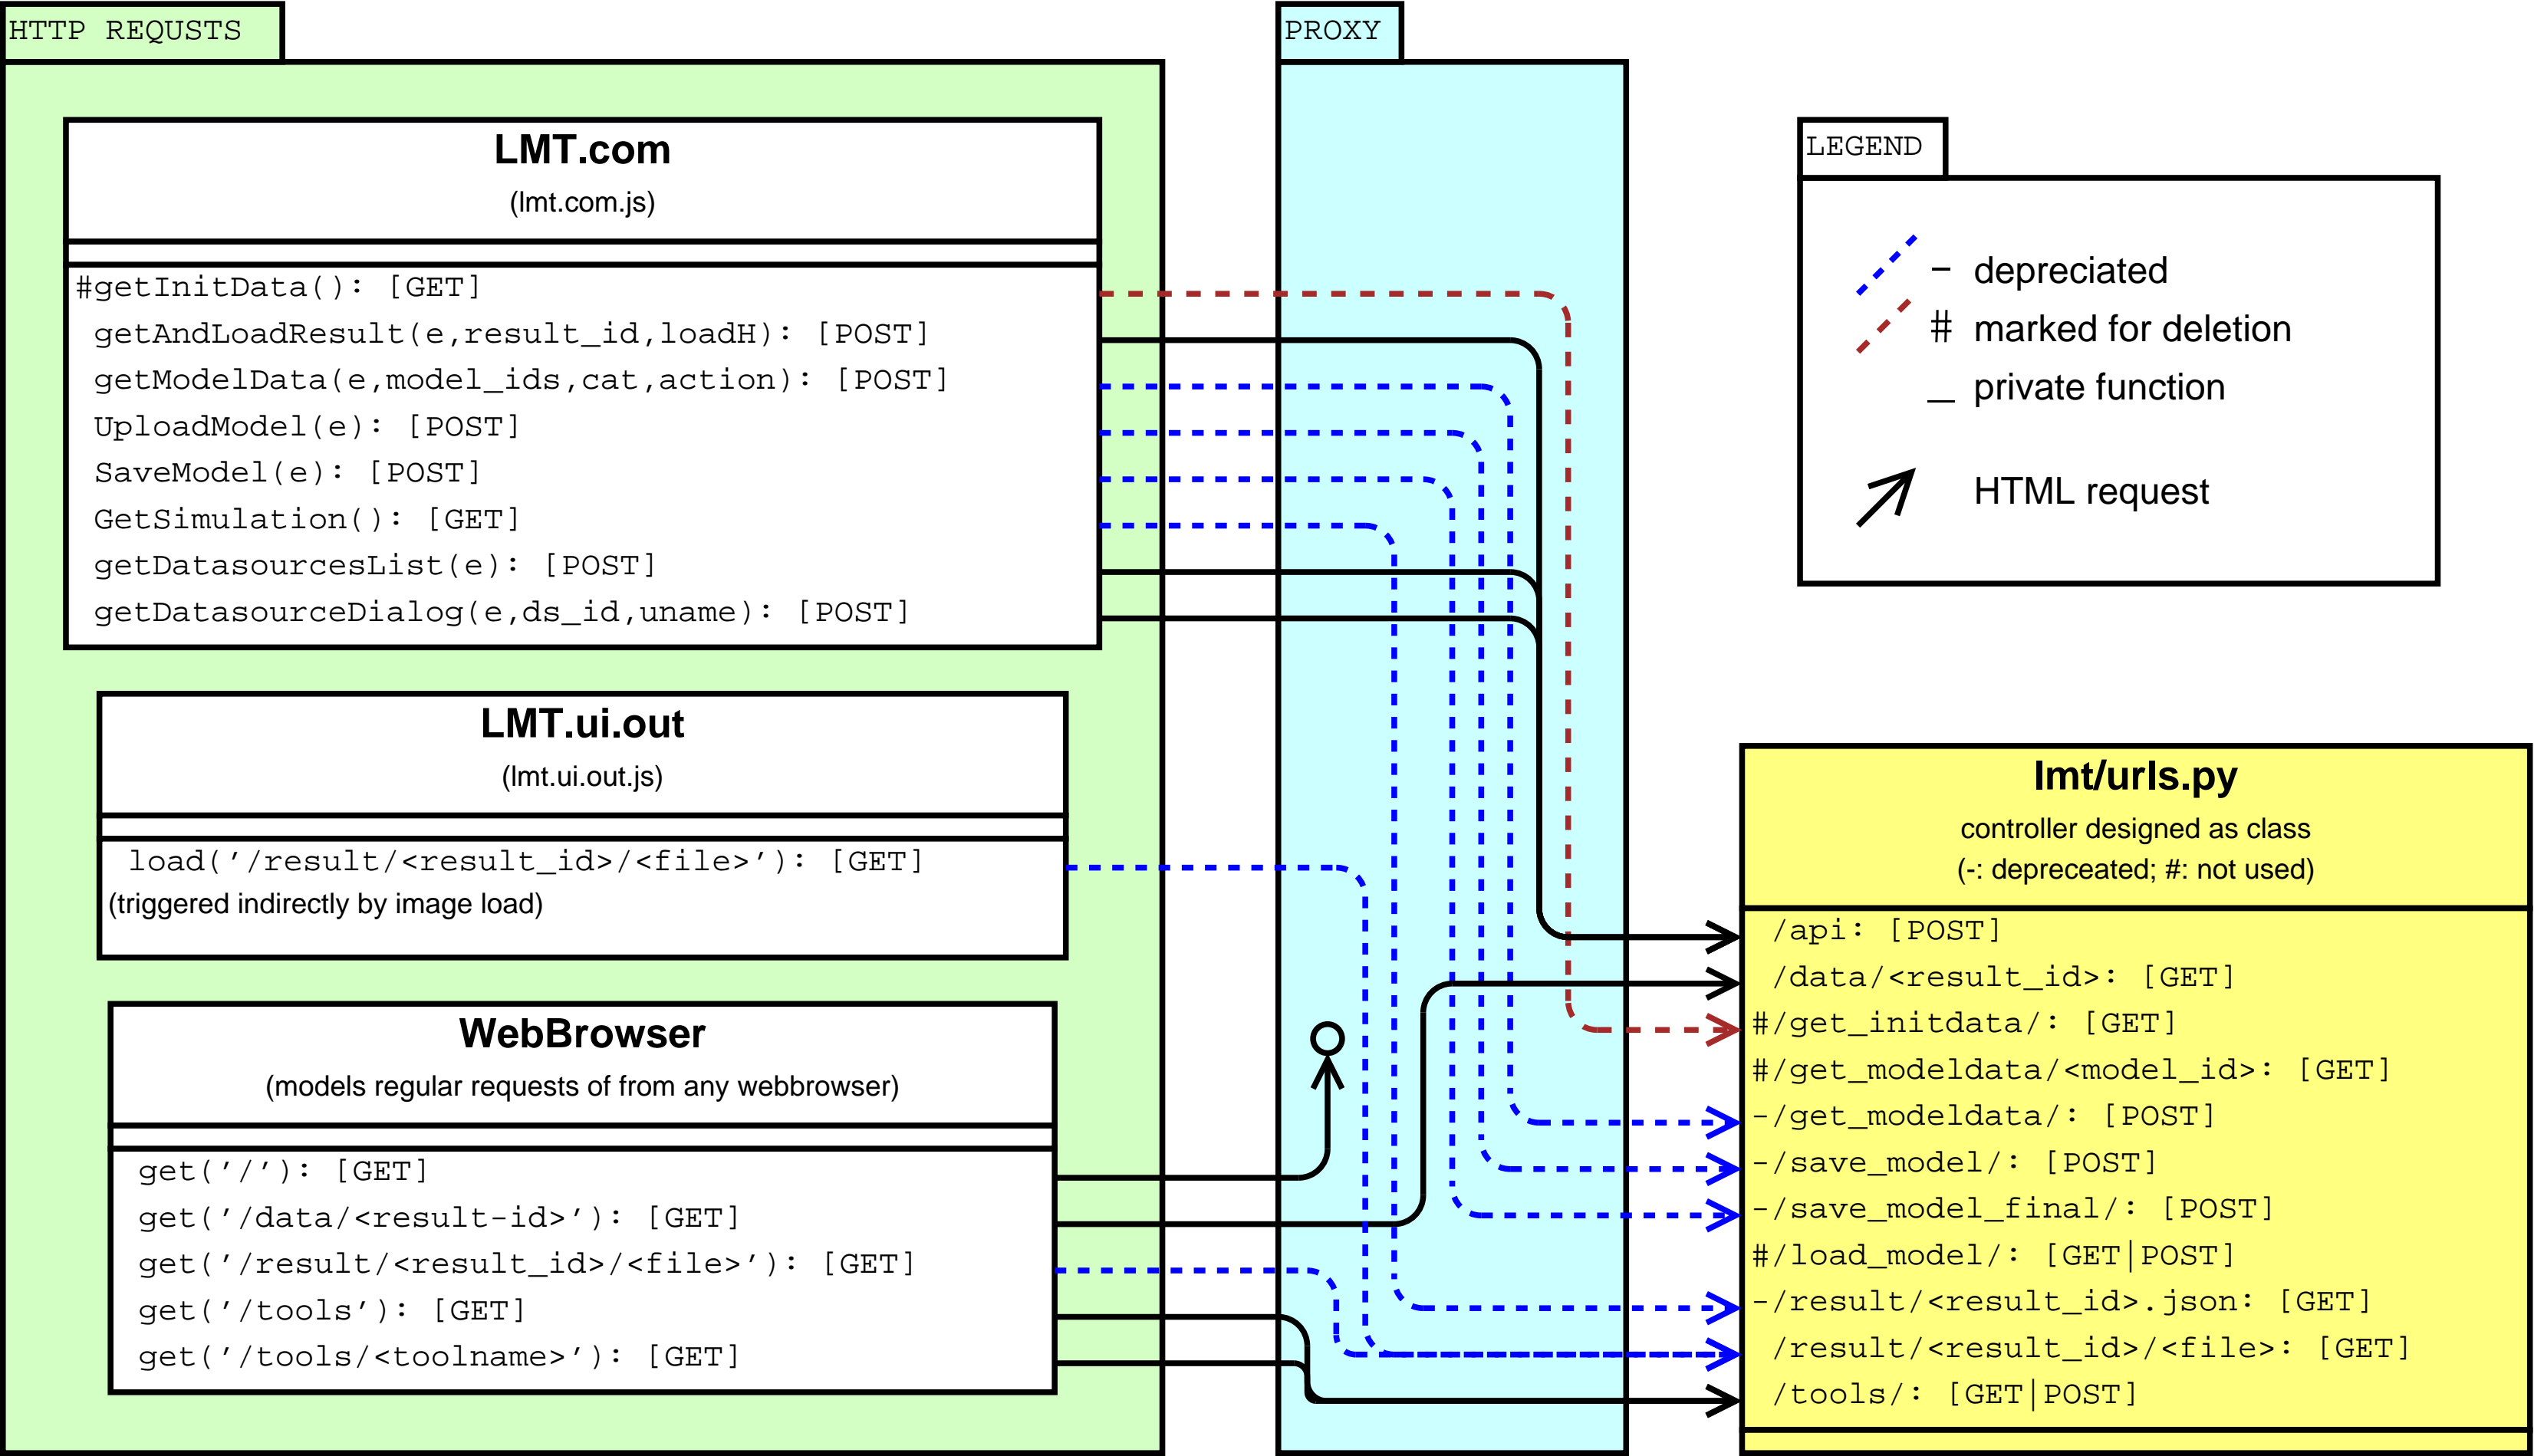 HTTP REQUSTS
LMT.com
(lmt.com.js)
#getInitData(): [GET]
getAndLoadResult(e,result_id,loadH): [POST]
getModelData(e,model_ids,cat,action): [POST]
UploadModel(e): [POST]
SaveModel(e): [POST]
GetSimulation(): [GET]
getDatasourcesList(e): [POST]
getDatasourceDialog(e,ds_id,uname): [POST]
LMT.ui.out
(lmt.ui.out.js)
load('/result/<result_id>/<file>'): [GET]
(triggered indirectly by image load)
WebBrowser
(models regular requests of from any webbrowser)
get('/'): [GET]
get('/data/<result-id>'): [GET]
get('/result/<result_id>/<file>'): [GET]
get('/tools'): [GET]
get('/tools/<toolname>'): [GET]
PROXY
LEGEND
- depreciated
# marked for deletion
_ private function
HTML request
lmt/urls.py
controller designed as class
(-: depreceated; #: not used)
/api: [POST]
/data/<result_id>: [GET]
#/get_initdata/: [GET]
#/get_modeldata/<model_id>: [GET]
-/get_modeldata/: [POST]
-/save_model/: [POST]
-/save_model_final/: [POST]
#/load_model/: [GET|POST]
-/result/<result_id>.json: [GET]
/result/<result_id>/<file>: [GET]
/tools/: [GET|POST]